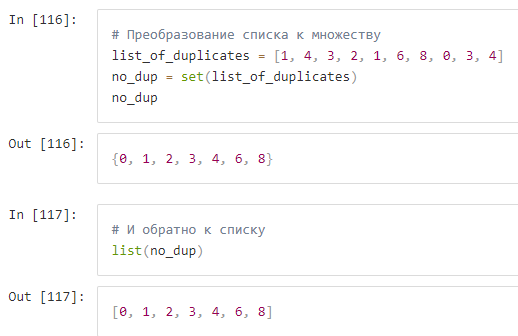 In [116]:
# Преобразование списка к множеству
list_of_duplicates = [1, 4, 3, 2, 1, 6, 8, 0, 3, 4]
no_dup = set(list_of_duplicates)
no_dup
Out [116]:
{0, 1, 2, 3, 4, 6, 8}
In [117]:
# И обратно к списку
list(no_dup)
Out [117]:
[0, 1, 2, 3, 4, 6, 8]